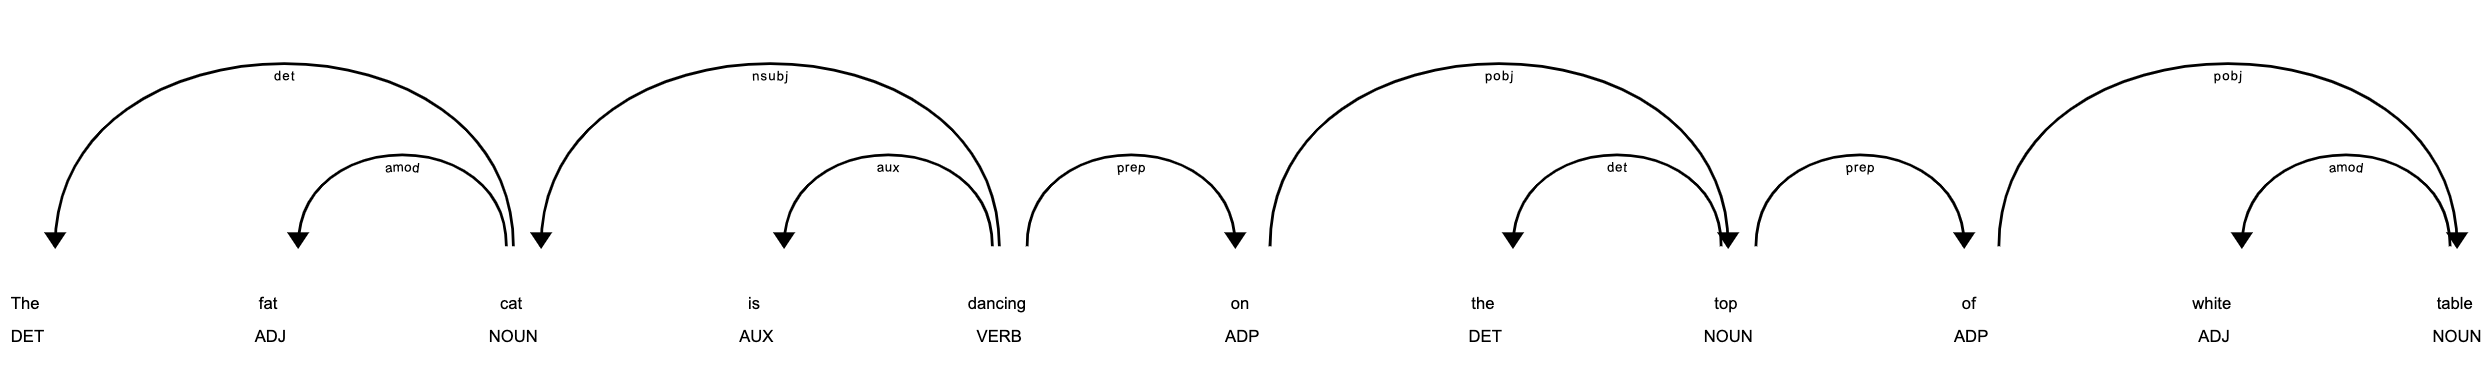 det nsubj pobj pobj
amod aux prep det prep amod
The fat cat is dancing on the top of white table
DET ADJ NOUN AUX VERB ADP DET NOUN ADP ADJ NOUN